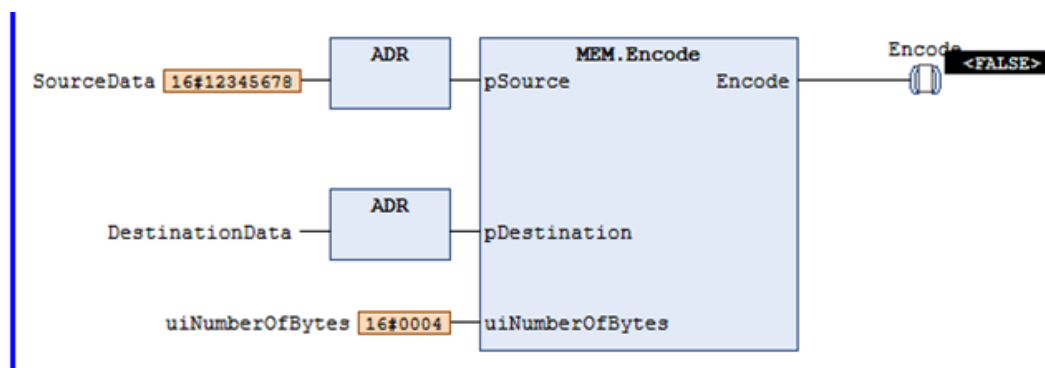 ADR
MEM.Encode
Encode
<FALSE>
SourceData 16#12345678
pSource
Encode
ADR
DestinationData
pDestination
uiNumberOfBytes 16#0004
uiNumberOfBytes